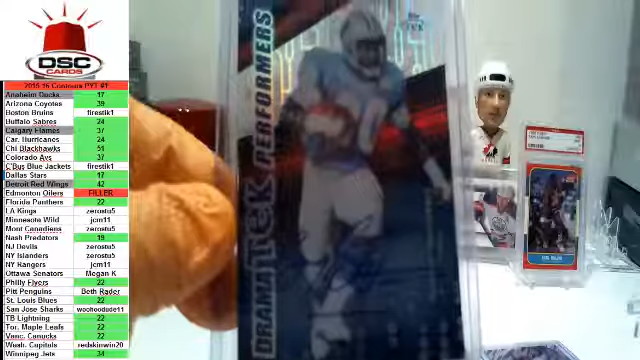 DSC
CARDS
2015-16 Contours PYT #1
Anaheim Ducks 17
Arizona Coyotes 39
Boston Bruins firestik1
Buffalo Sabres 24
Calgary Flames 37
Car. Hurricanes 24
Chi Blackhawks 51
Colorado Avs 37
C'Bus Blue Jackets firestik1
Dallas Stars 17
Detroit Red Wings 42
Edmonton Oilers FILLER
Florida Panthers 22
LA Kings zerostu5
Minnesota Wild jcm11
Mont Canadiens zerostu5
Nash Predators 19
NJ Devils zerostu5
NY Islanders zerostu5
NY Rangers jcm11
Ottawa Senators Megan K
Philly Flyers 22
Pitt Penguins Beth Rader
St. Louis Blues 22
San Jose Sharks woohoodude11
TB Lightning 22
Tor. Maple Leafs 22
Vanc. Canucks 22
Wash. Capitols redskinwin20
Winnipeg Jets 34
DRAMATEK PERFORMERS